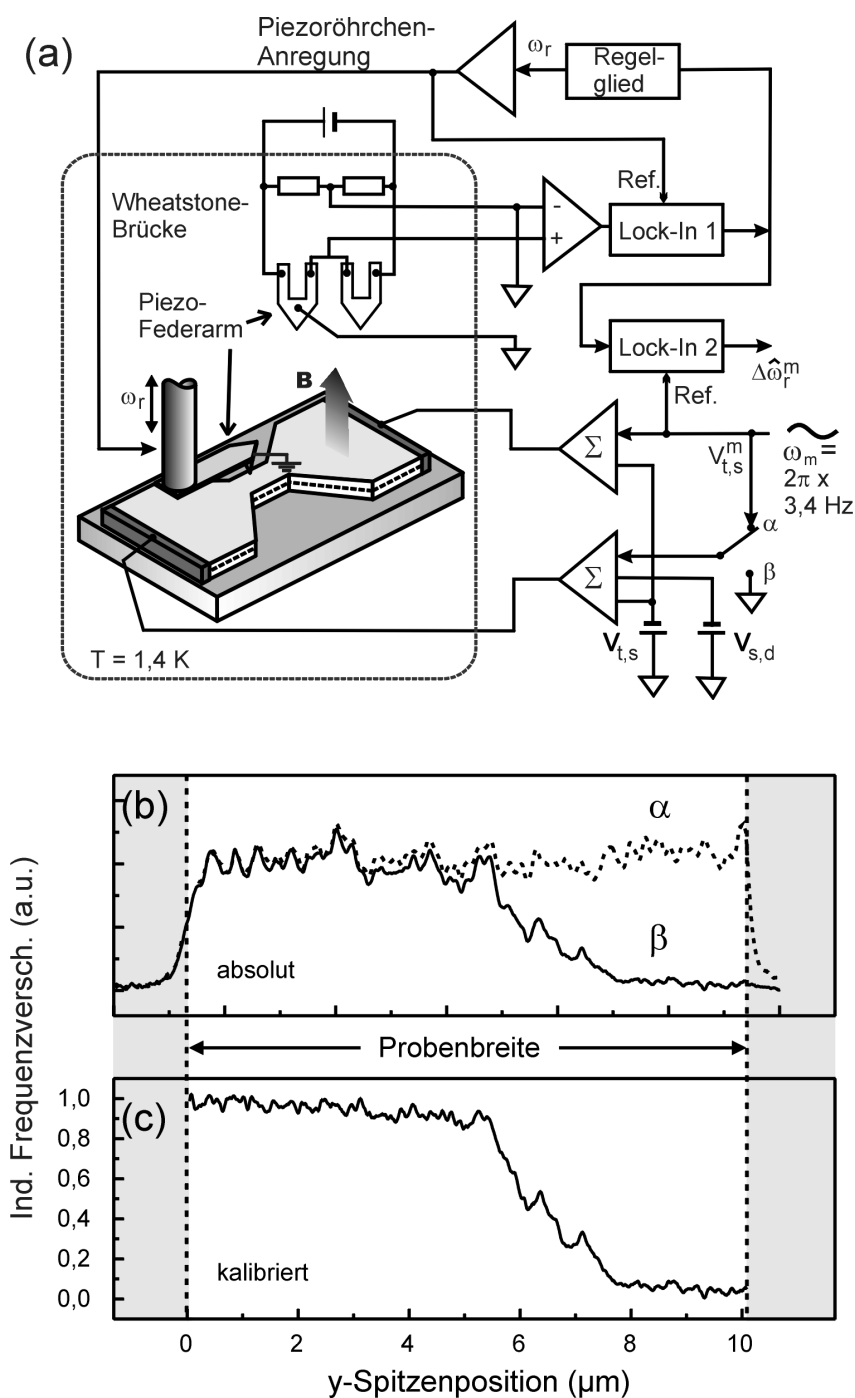 (a)
Piezoröhrchen-
Anregung
ω_r
Regel-
glied
Wheatstone-
Brücke
Ref.
-
+
Lock-In 1
Piezo-
Federarm
Lock-In 2
Δω̂_r^m
Ref.
ω_r
B
Σ
V_t,s^m
ω_m =
2π x
3,4 Hz
α
β
Σ
V_t,s
V_s,d
T = 1,4 K
(b)
α
β
absolut
Ind. Frequenzversch. (a.u.)
Probenbreite
(c)
1,0
0,8
0,6
0,4
0,2
0,0
kalibriert
0 2 4 6 8 10
y-Spitzenposition (µm)